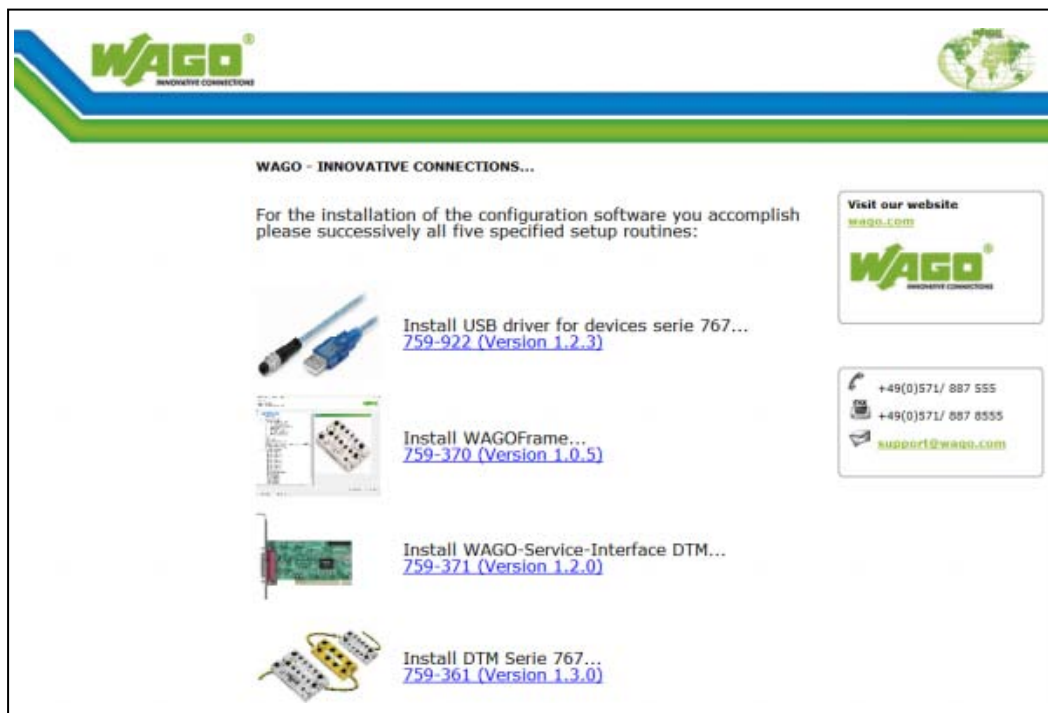 WAGO®
INNOVATIVE CONNECTIONS
WAGO
WAGO - INNOVATIVE CONNECTIONS...
For the installation of the configuration software you accomplish
please successively all five specified setup routines:
Install USB driver for devices serie 767...
759-922 (Version 1.2.3)
Install WAGOFrame...
759-370 (Version 1.0.5)
Install WAGO-Service-Interface DTM...
759-371 (Version 1.2.0)
Install DTM Serie 767...
759-361 (Version 1.3.0)
Visit our website
wago.com
WAGO®
INNOVATIVE CONNECTIONS
+49(0)571/ 887 555
+49(0)571/ 887 8555
support@wago.com